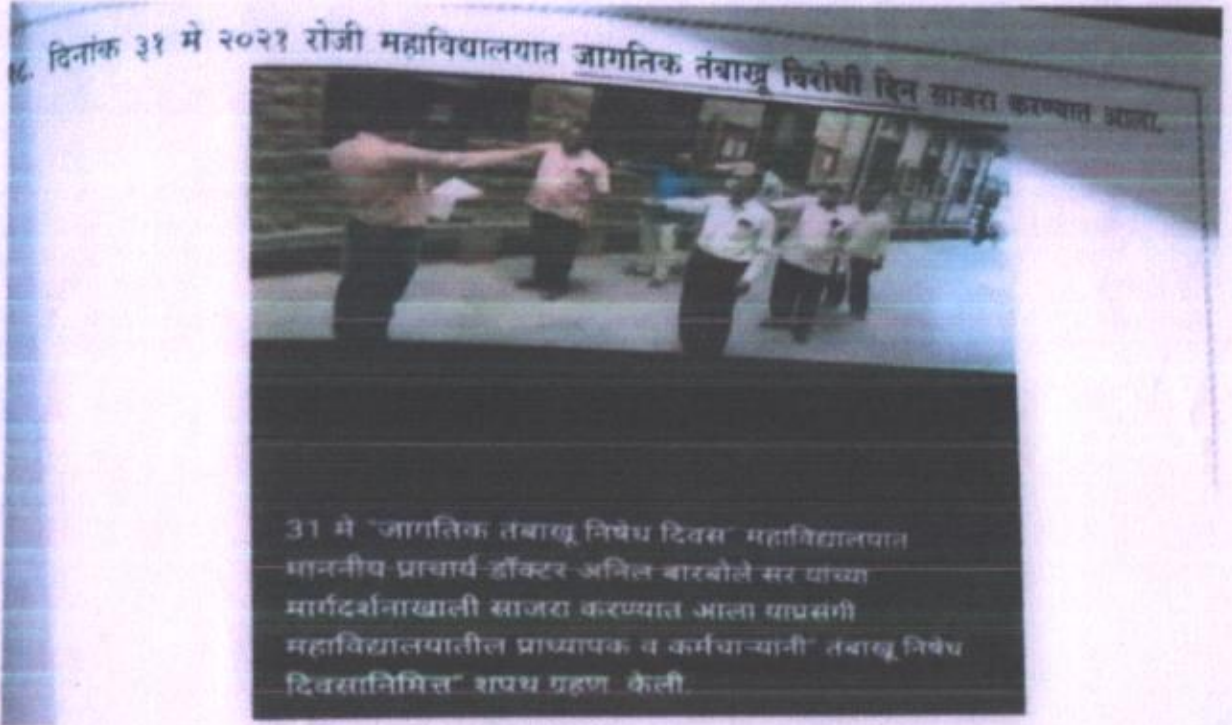 १८. दिनांक ३१ मे २०२१ रोजी महाविद्यालयात जागतिक तंबाखू विरोधी दिन साजरा करण्यात आला.
31 मे "जागतिक तंबाखू निषेध दिवस" महाविद्यालयात
माननीय प्राचार्य डॉक्टर अनिल बारबोले सर यांच्या
मार्गदर्शनाखाली साजरा करण्यात आला याप्रसंगी
महाविद्यालयातील प्राध्यापक व कर्मचाऱ्यांनी" तंबाखू निषेध
दिवसानिमित्त" शपथ ग्रहण केली.